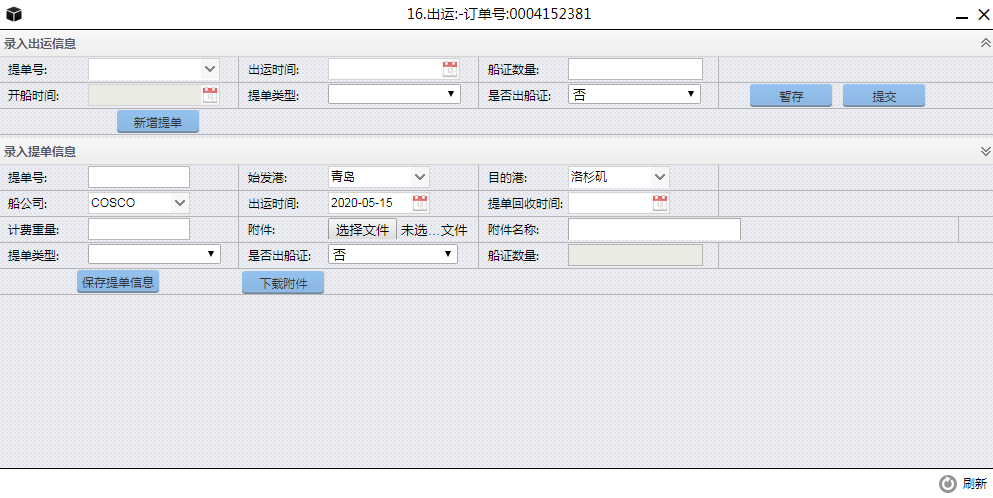 16.出运:-订单号:0004152381
录入出运信息
提单号: 出运时间: 船证数量:
开船时间: 提单类型: 是否出船证: 否 暂存 提交
新增提单
录入提单信息
提单号: 始发港: 青岛 目的港: 洛杉矶
船公司: COSCO 出运时间: 2020-05-15 提单回收时间:
计费重量: 附件: 选择文件 未选...文件 附件名称:
提单类型: 是否出船证: 否 船证数量:
保存提单信息 下载附件
刷新